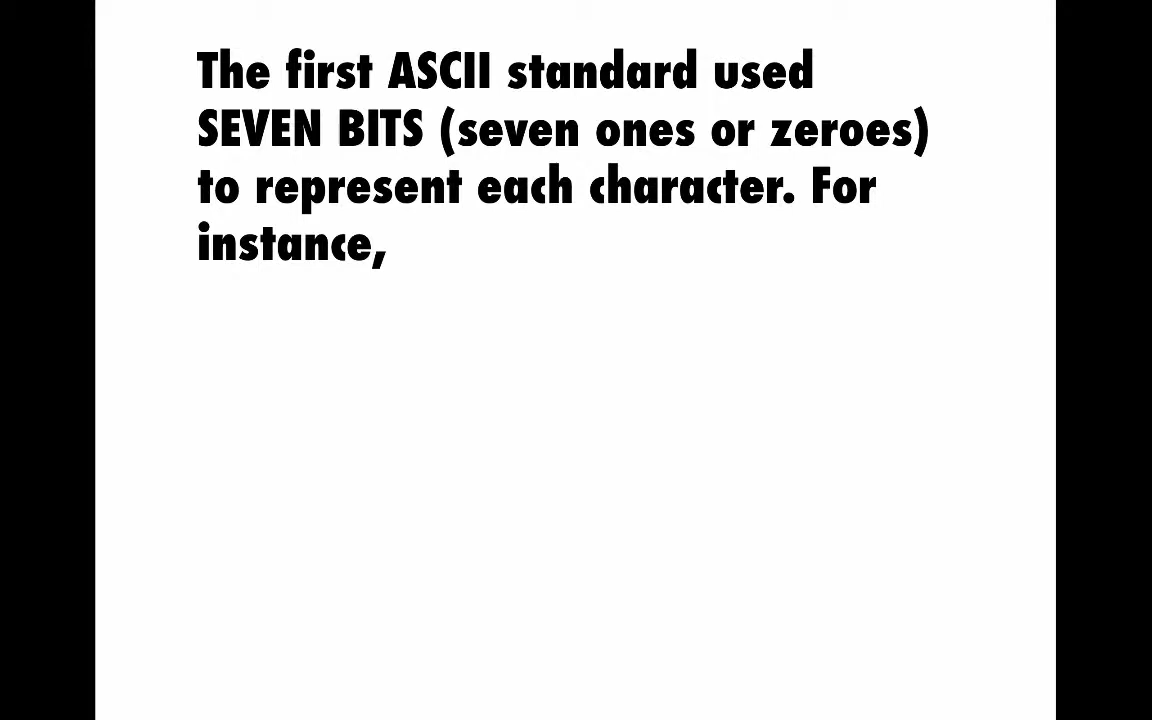 The first ASCII standard used
SEVEN BITS (seven ones or zeroes)
to represent each character. For
instance,